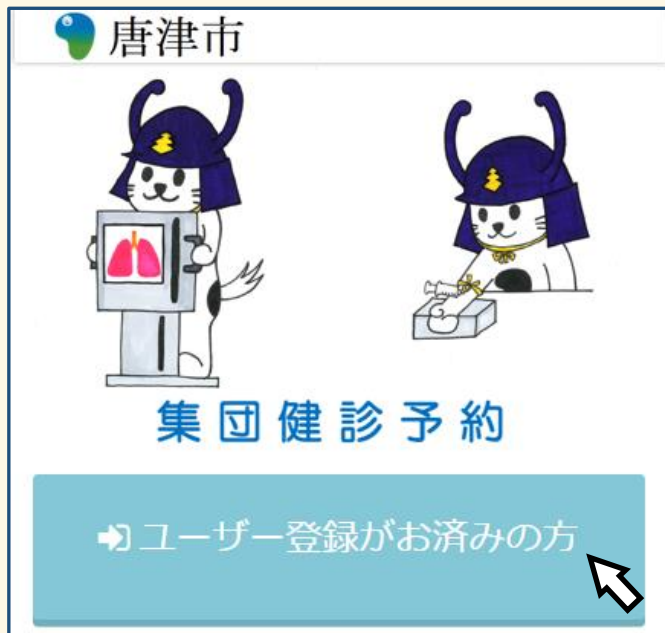 唐津市
集団健診予約
ユーザー登録がお済みの方